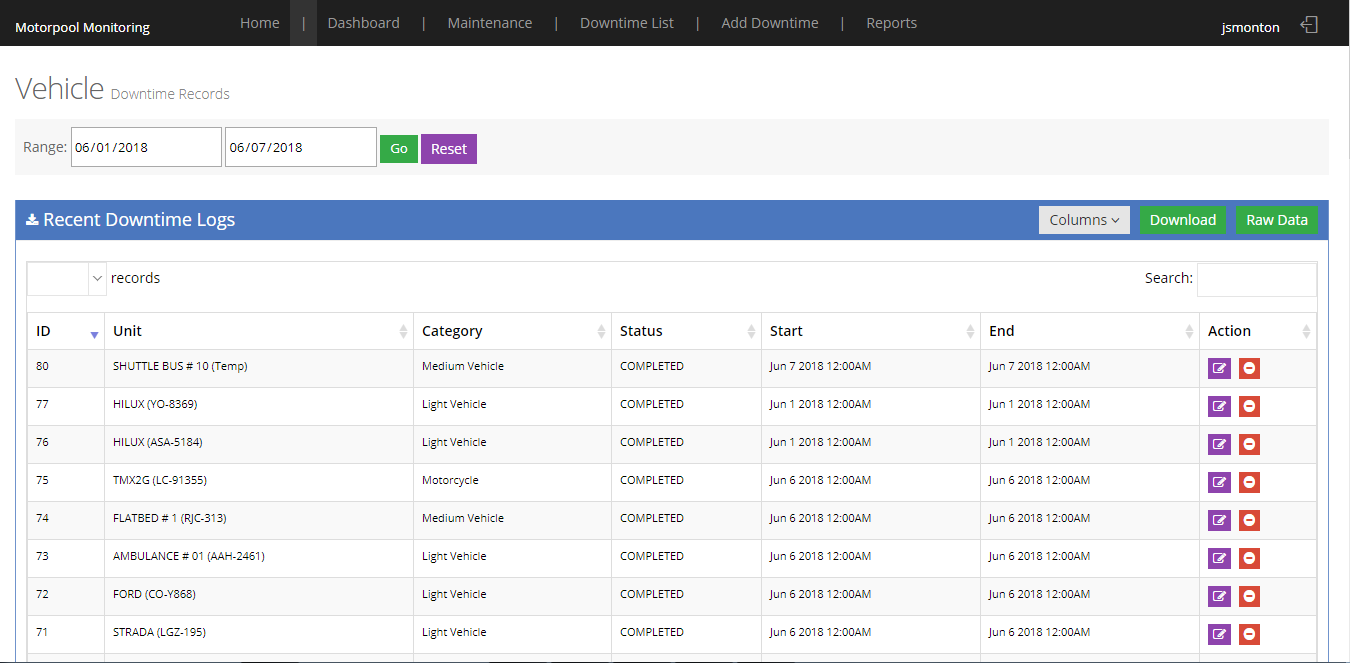 Motorpool Monitoring Home | Dashboard | Maintenance | Downtime List | Add Downtime | Reports jsmonton
Vehicle Downtime Records
Range: 06/01/2018 06/07/2018 Go Reset
Recent Downtime Logs Columns Download Raw Data
records Search:
ID Unit Category Status Start End Action
80 SHUTTLE BUS # 10 (Temp) Medium Vehicle COMPLETED Jun 7 2018 12:00AM Jun 7 2018 12:00AM
77 HILUX (YO-8369) Light Vehicle COMPLETED Jun 1 2018 12:00AM Jun 1 2018 12:00AM
76 HILUX (ASA-5184) Light Vehicle COMPLETED Jun 1 2018 12:00AM Jun 1 2018 12:00AM
75 TMX2G (LC-91355) Motorcycle COMPLETED Jun 6 2018 12:00AM Jun 6 2018 12:00AM
74 FLATBED # 1 (RJC-313) Medium Vehicle COMPLETED Jun 6 2018 12:00AM Jun 6 2018 12:00AM
73 AMBULANCE # 01 (AAH-2461) Light Vehicle COMPLETED Jun 6 2018 12:00AM Jun 6 2018 12:00AM
72 FORD (CO-Y868) Light Vehicle COMPLETED Jun 6 2018 12:00AM Jun 6 2018 12:00AM
71 STRADA (LGZ-195) Light Vehicle COMPLETED Jun 6 2018 12:00AM Jun 6 2018 12:00AM